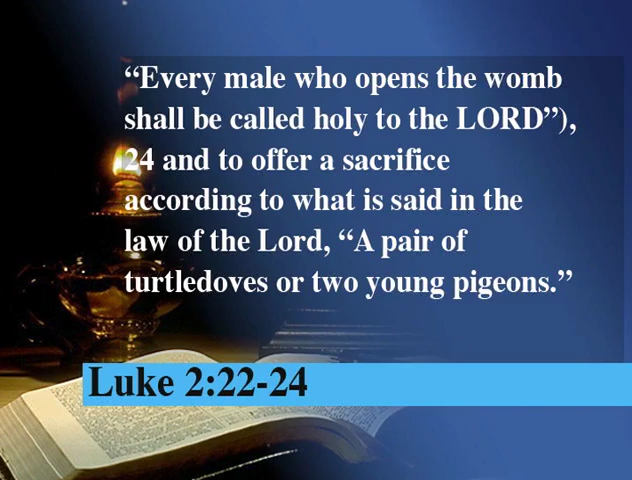 “Every male who opens the womb
shall be called holy to the LORD”),
24 and to offer a sacrifice
according to what is said in the
law of the Lord, “A pair of
turtledoves or two young pigeons.”
Luke 2:22-24